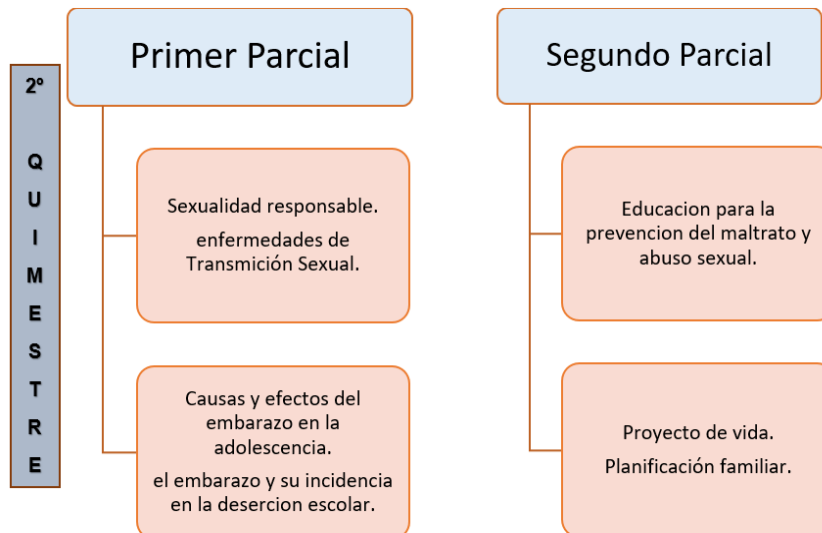 2º QUIMESTRE
Primer Parcial
Sexualidad responsable.
enfermedades de
Transmición Sexual.
Causas y efectos del
embarazo en la
adolescencia.
el embarazo y su incidencia
en la desercion escolar.
Segundo Parcial
Educacion para la
prevencion del maltrato y
abuso sexual.
Proyecto de vida.
Planificación familiar.